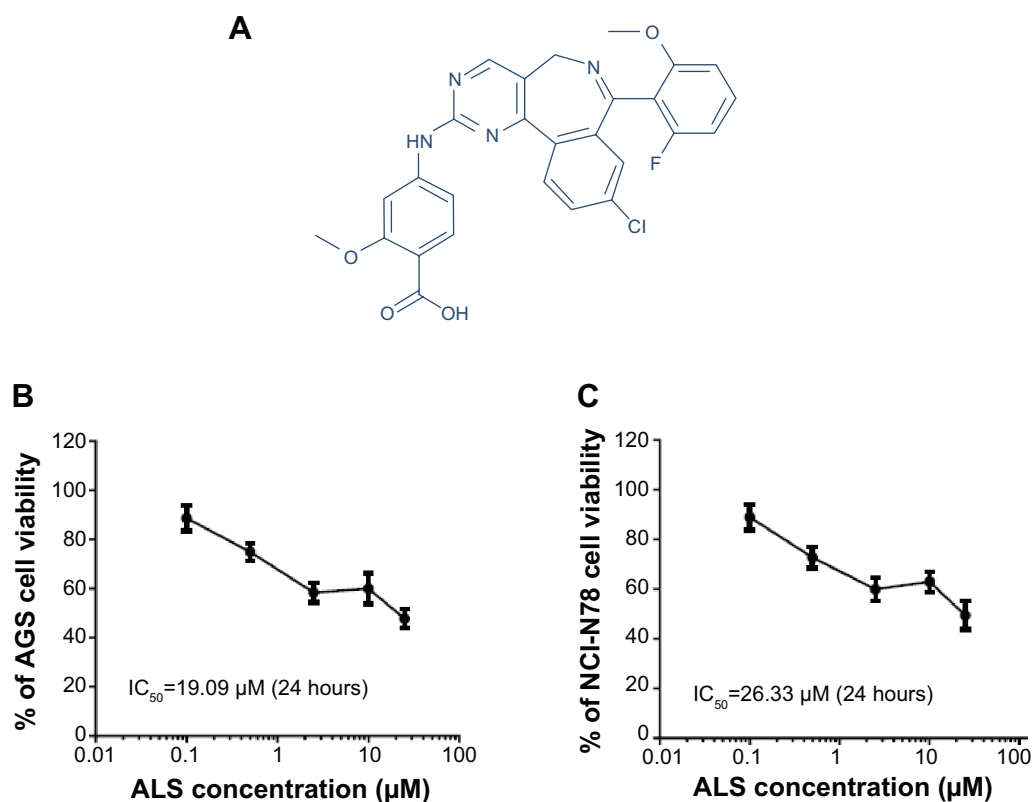 A
O
N
N
N
HN
F
Cl
O
O
OH
B
% of AGS cell viability
120
100
80
60
40
20
0
IC50=19.09 µM (24 hours)
0.01
0.1
1
10
100
ALS concentration (µM)
C
% of NCI-N78 cell viability
120
100
80
60
40
20
0
IC50=26.33 µM (24 hours)
0.01
0.1
1
10
100
ALS concentration (µM)